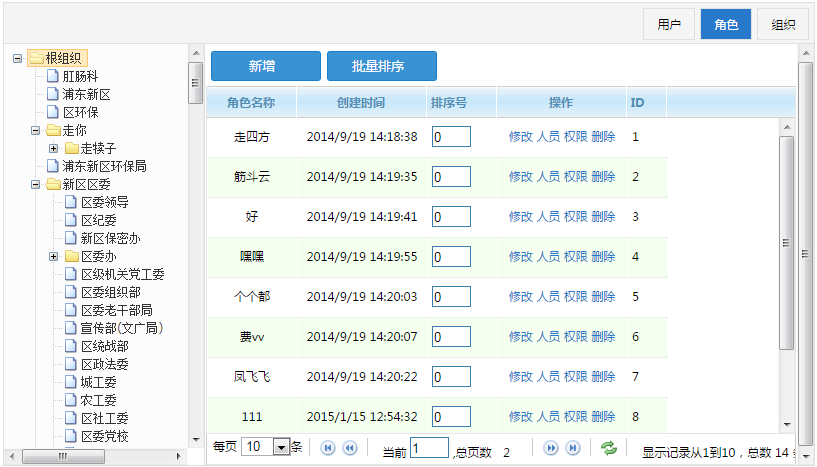 用户 角色 组织
根组织
肛肠科
浦东新区
区环保
走你
走犊子
浦东新区环保局
新区区委
区委领导
区纪委
新区保密办
区委办
区级机关党工委
区委组织部
区委老干部局
宣传部(文广局)
区统战部
区政法委
城工委
农工委
区社工委
区委党校
新增 批量排序
角色名称 创建时间 排序号 操作 ID
走四方 2014/9/19 14:18:38 0 修改 人员 权限 删除 1
筋斗云 2014/9/19 14:19:35 0 修改 人员 权限 删除 2
好 2014/9/19 14:19:41 0 修改 人员 权限 删除 3
嘿嘿 2014/9/19 14:19:55 0 修改 人员 权限 删除 4
个个都 2014/9/19 14:20:03 0 修改 人员 权限 删除 5
费vv 2014/9/19 14:20:07 0 修改 人员 权限 删除 6
凤飞飞 2014/9/19 14:20:22 0 修改 人员 权限 删除 7
111 2015/1/15 12:54:32 0 修改 人员 权限 删除 8
每页 10 条 当前 1 ,总页数 2 显示记录从1到10，总数 14